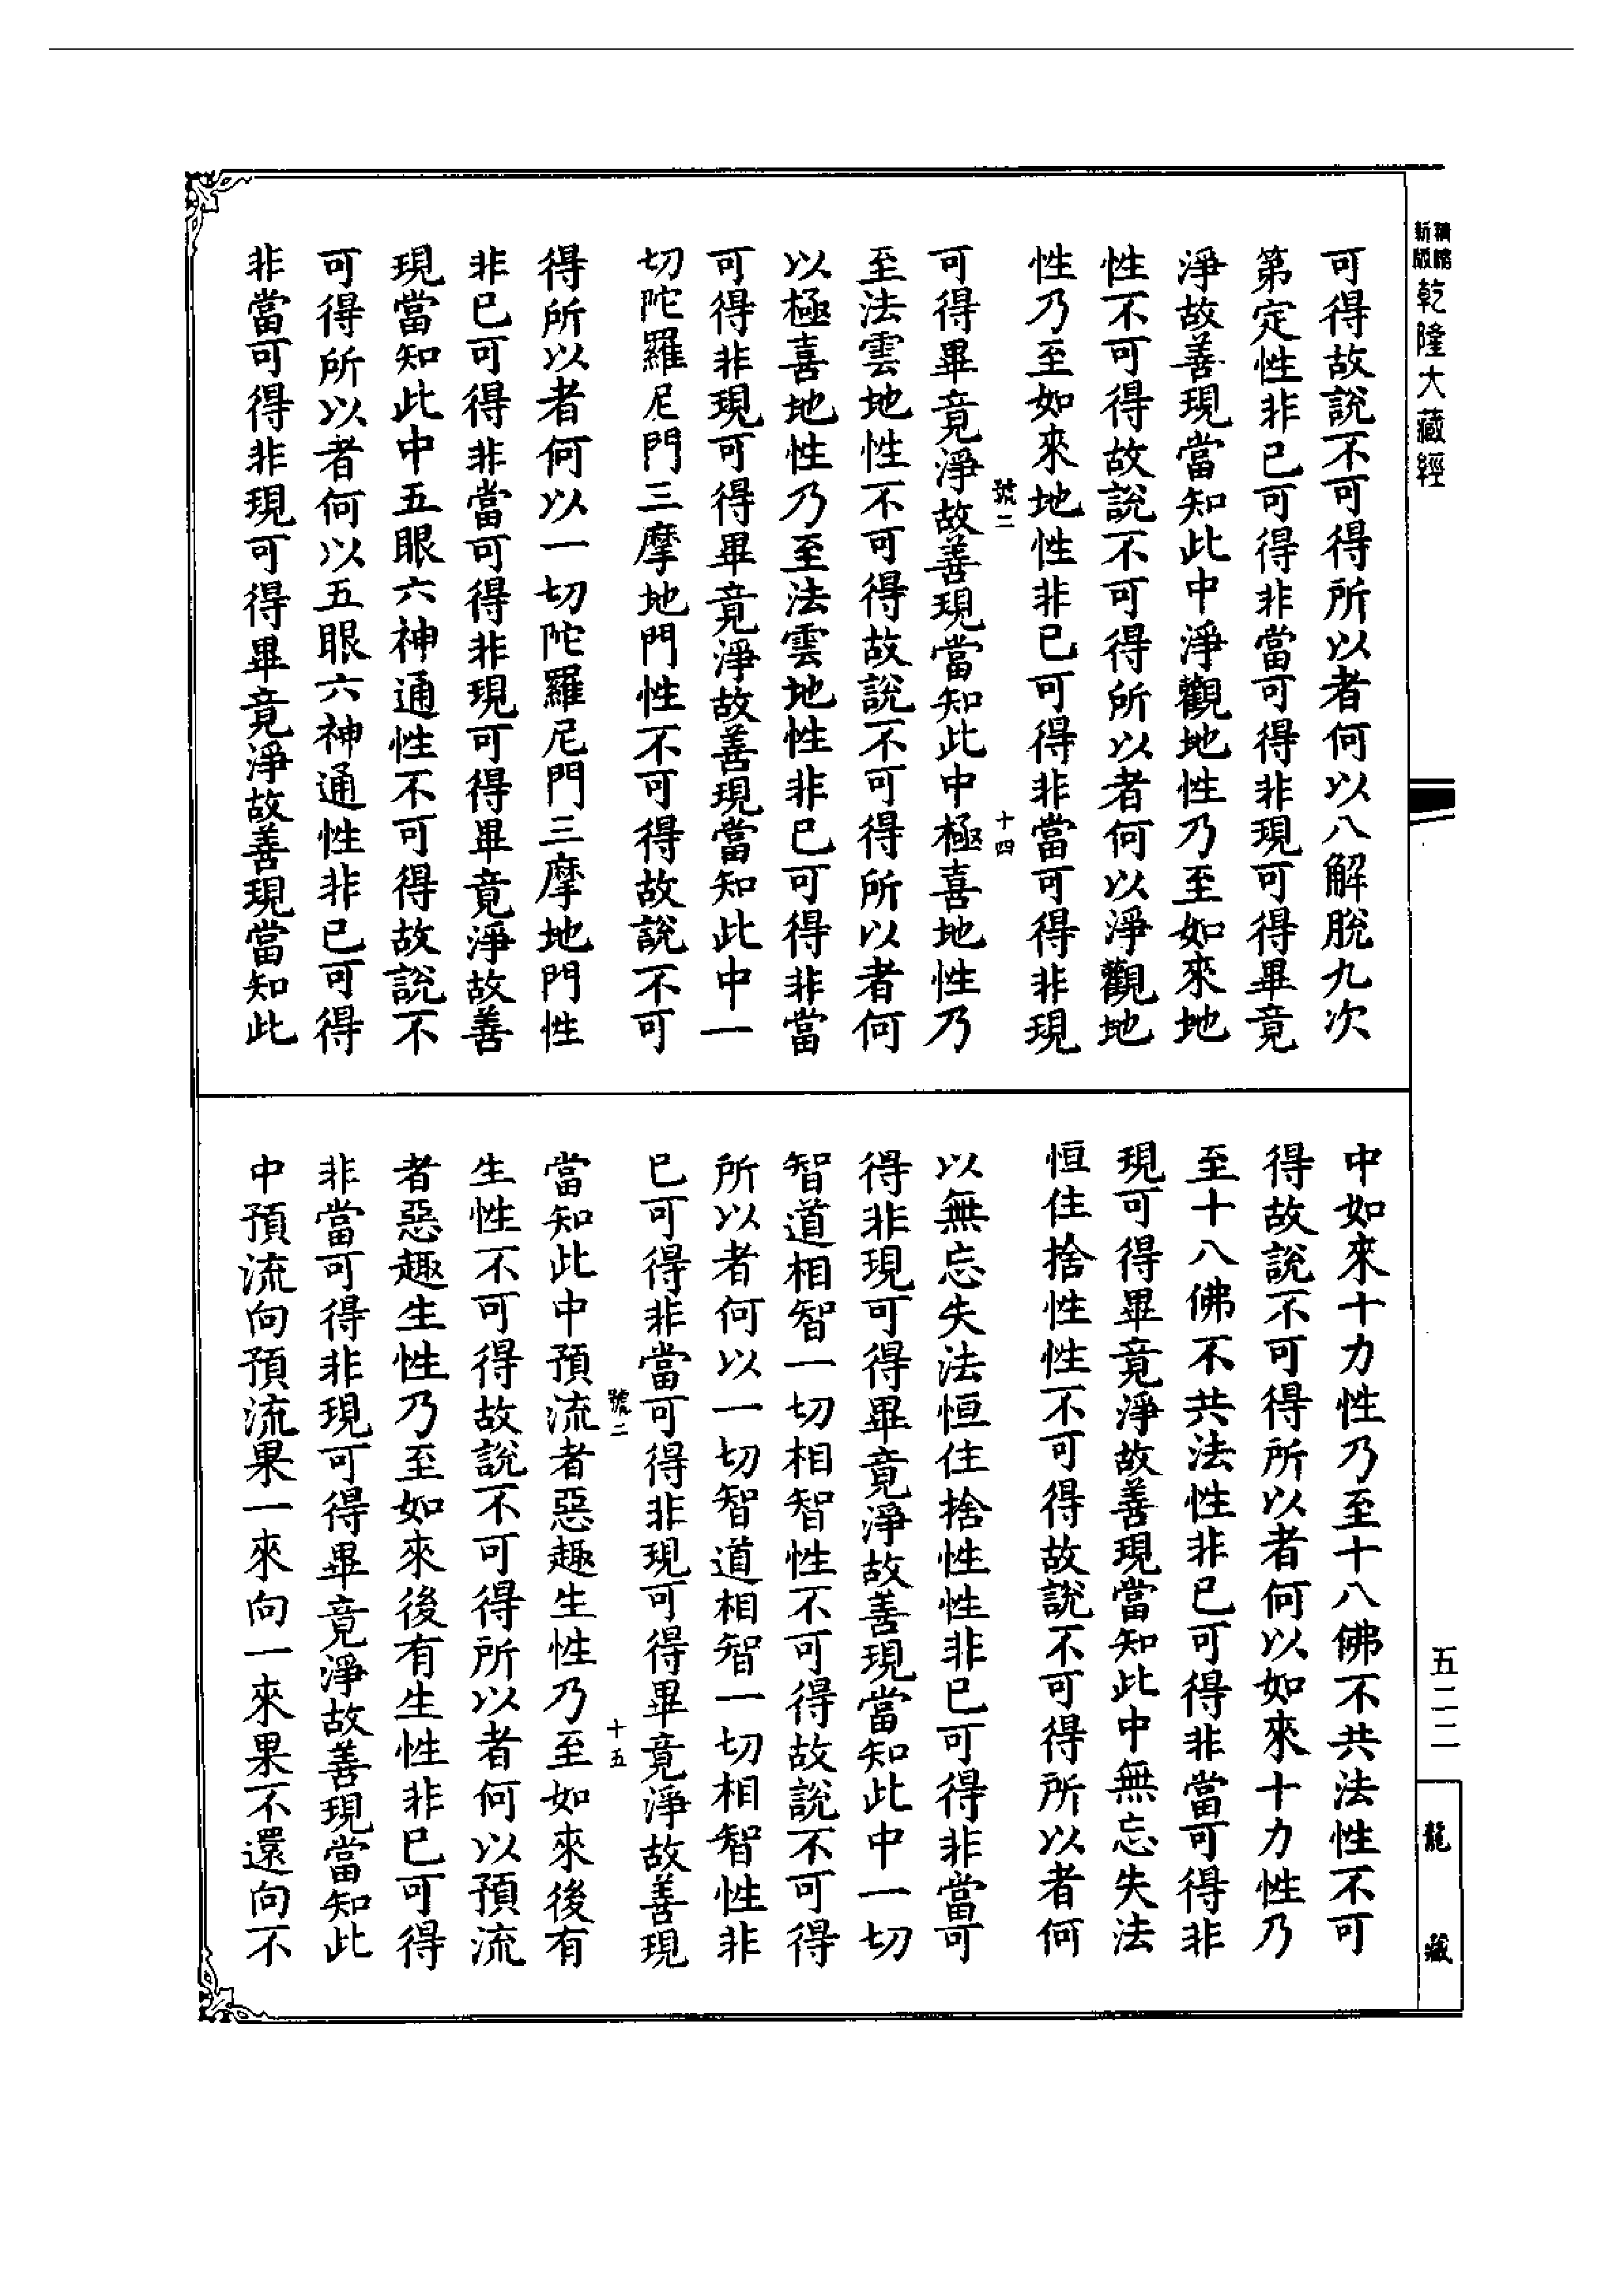 新版
精縮
乾隆大藏經
可得故說不可得所以者何以八解脫九次
第定性非已可得非當可得非現可得畢竟
淨故善現當知此中淨觀地性乃至如來地
性不可得故說不可得所以者何以淨觀地
性乃至如來地性非已可得非當可得非現
號二
十四
可得畢竟淨故善現當知此中極喜地性乃
至法雲地性不可得故說不可得所以者何
以極喜地性乃至法雲地性非已可得非當
可得非現可得畢竟淨故善現當知此中一
切陀羅尼門三摩地門性不可得故說不可
得所以者何以一切陀羅尼門三摩地門性
非已可得非當可得非現可得畢竟淨故善
現當知此中五眼六神通性不可得故說不
可得所以者何以五眼六神通性非已可得
非當可得非現可得畢竟淨故善現當知此
中如來十力性乃至十八佛不共法性不可
得故說不可得所以者何以如來十力性乃
至十八佛不共法性非已可得非當可得非
現可得畢竟淨故善現當知此中無忘失法
恒住捨性性不可得故說不可得所以者何
以無忘失法恒住捨性性非已可得非當可
得非現可得畢竟淨故善現當知此中一切
智道相智一切相智性不可得故說不可得
所以者何以一切智道相智一切相智性非
已可得非當可得非現可得畢竟淨故善現
號二
十五
當知此中預流者惡趣生性乃至如來後有
生性不可得故說不可得所以者何以預流
者惡趣生性乃至如來後有生性非已可得
非當可得非現可得畢竟淨故善現當知此
中預流向預流果一來向一來果不還向不
五二二
龍藏